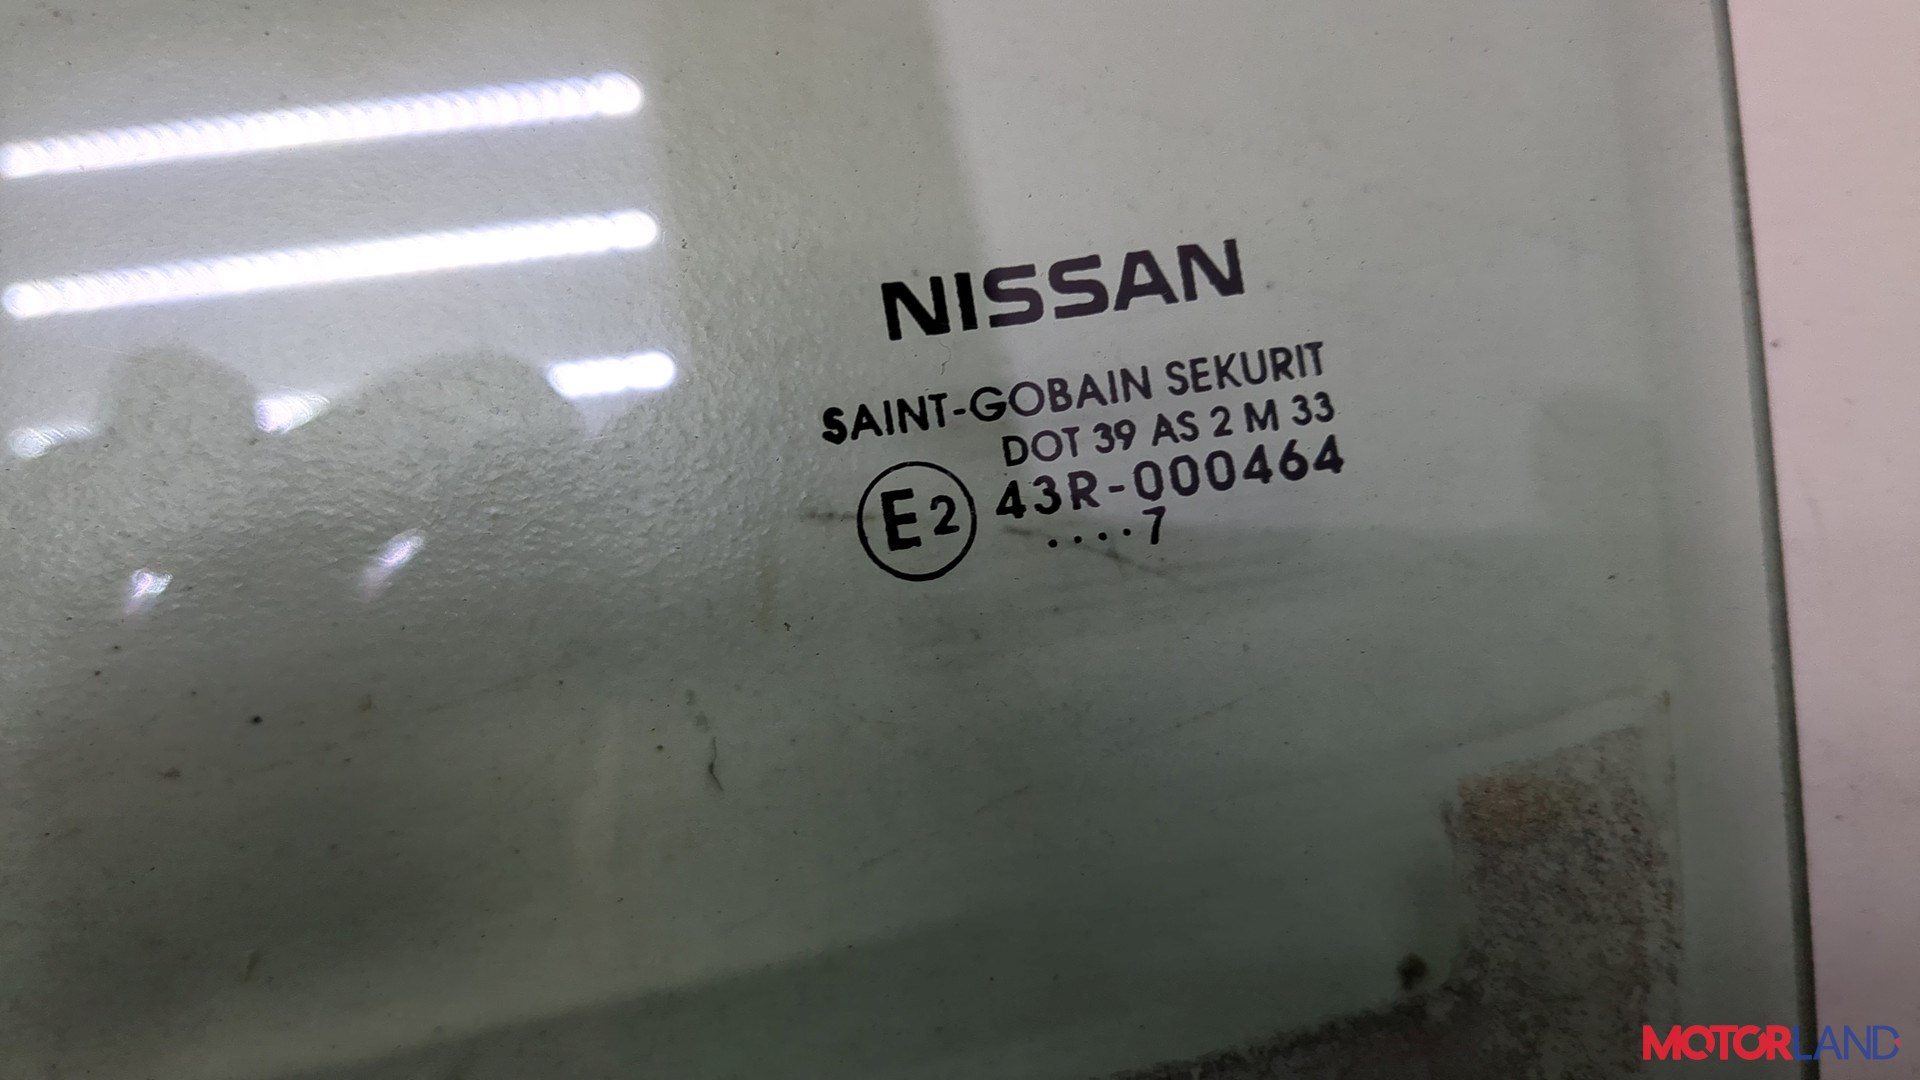 NISSAN
SAINT-GOBAIN SEKURIT
DOT 39 AS 2 M 33
E2 43R-000464
....7
MOTORLAND